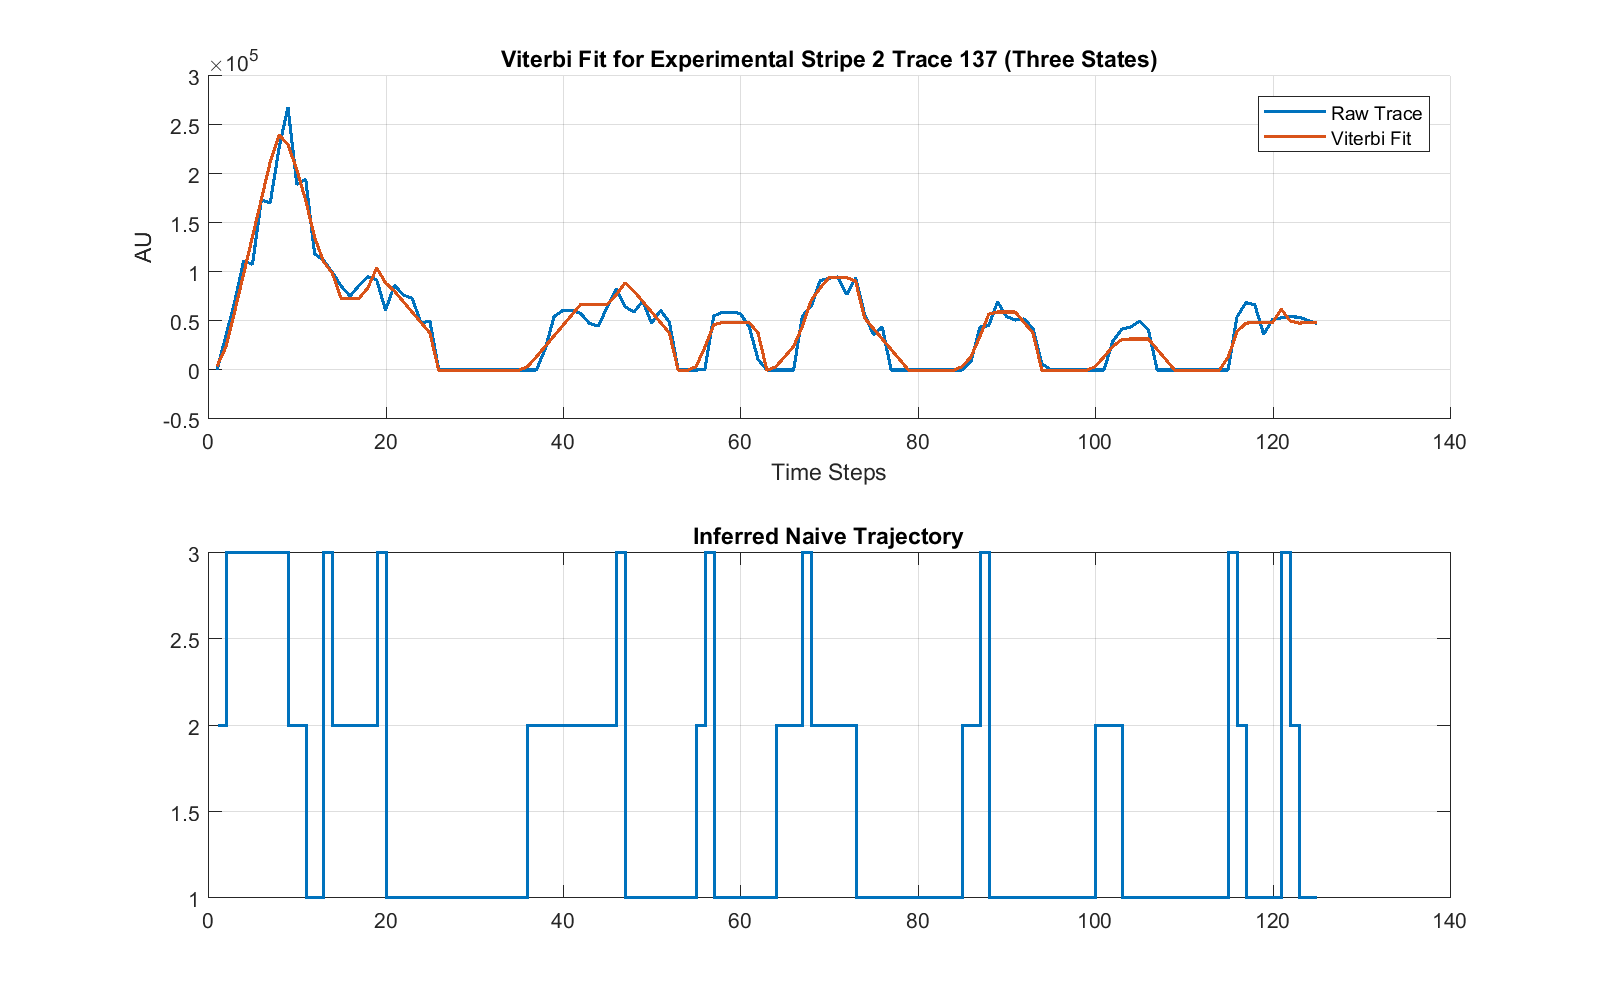 Viterbi Fit for Experimental Stripe 2 Trace 137 (Three States)
×10^5
3
2.5
2
1.5
1
0.5
0
-0.5
AU
Raw Trace
Viterbi Fit
0 20 40 60 80 100 120 140
Time Steps
Inferred Naive Trajectory
3
2.5
2
1.5
1
0 20 40 60 80 100 120 140